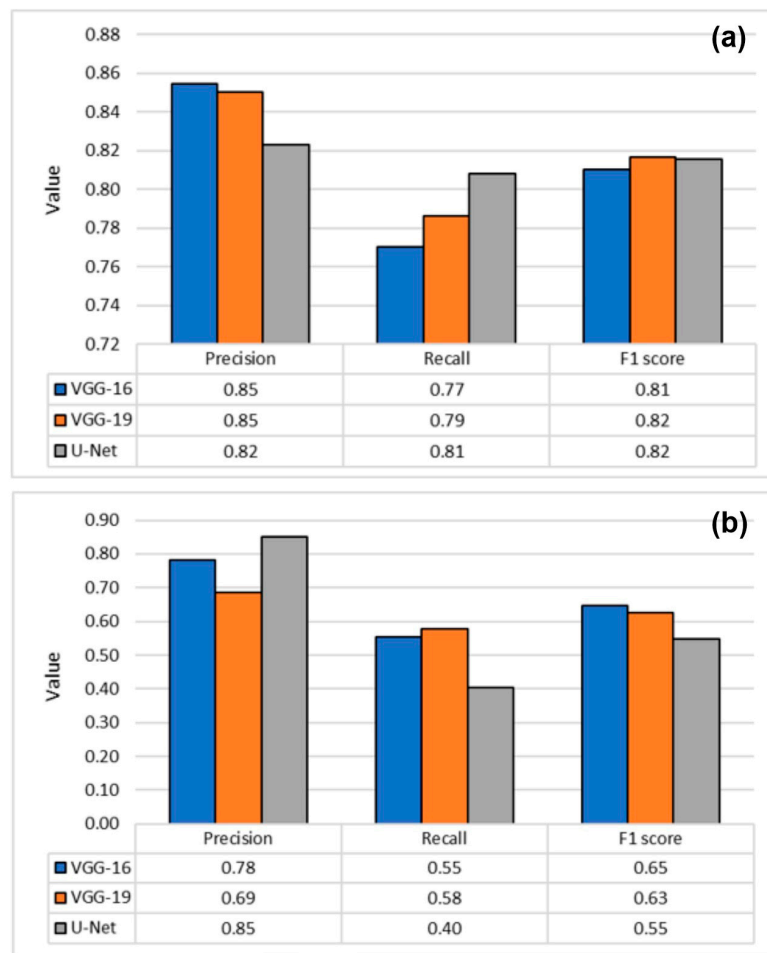 (a)
0.88
0.86
0.84
0.82
0.80
0.78
0.76
0.74
0.72
Value
Precision Recall F1 score
VGG-16 0.85 0.77 0.81
VGG-19 0.85 0.79 0.82
U-Net 0.82 0.81 0.82
(b)
0.90
0.80
0.70
0.60
0.50
0.40
0.30
0.20
0.10
0.00
Value
Precision Recall F1 score
VGG-16 0.78 0.55 0.65
VGG-19 0.69 0.58 0.63
U-Net 0.85 0.40 0.55